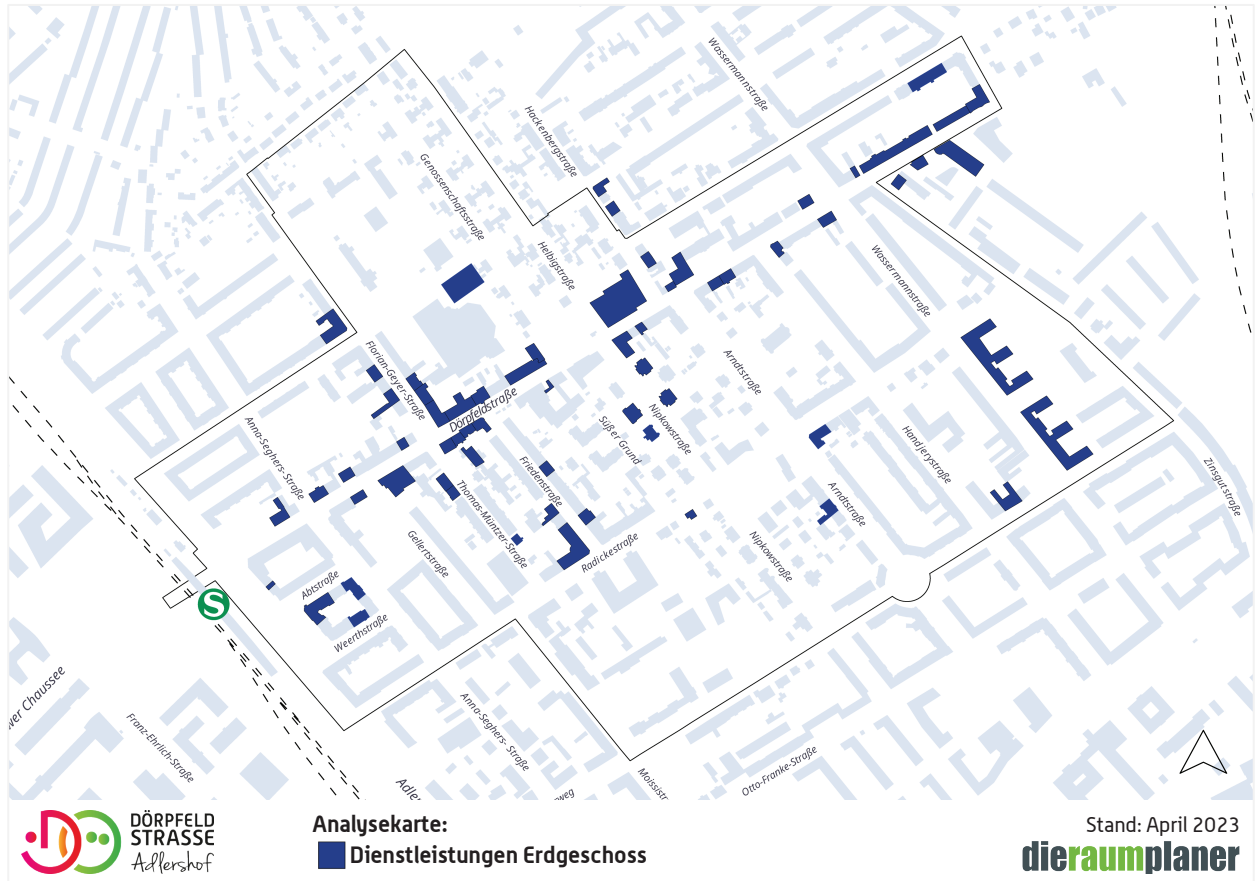 Wassermannstraße
Hackenbergstraße
Genossenschaftsstraße
Helbigstraße
Wassermannstraße
Florian-Geyer-Straße
Arndtstraße
Dörpfeldstraße
Nipkowstraße
Süßer Grund
Anna-Seghers- Straße
Handjerystraße
Friedenstraße
Zinsgutstraße
Thomas-Müntzer-Straße
Arndtstraße
Gellertstraße
Radickestraße
Nipkowstraße
Abtstraße
S
Weerthstraße
Chaussee
Franz-Ehrlich-Straße
Anna-Seghers- Straße
Otto-Franke-Straße
DÖRPFELD
STRASSE
Adlershof
Analysekarte:
Dienstleistungen Erdgeschoss
Stand: April 2023
dieraumplaner